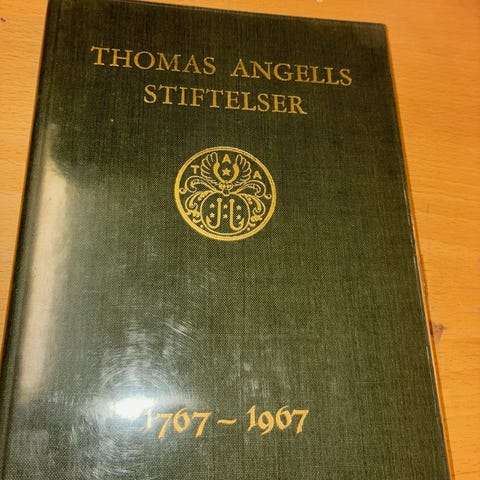 THOMAS ANGELLS
STIFTELSER
T A A
1767 – 1967